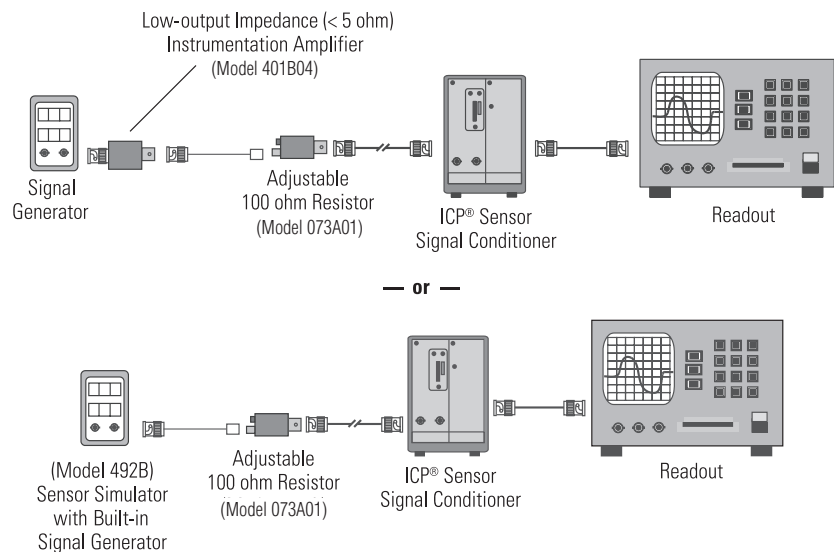 Low-output Impedance (< 5 ohm)
Instrumentation Amplifier
(Model 401B04)
Signal
Generator
Adjustable
100 ohm Resistor
(Model 073A01)
ICP® Sensor
Signal Conditioner
Readout
— or —
(Model 492B)
Sensor Simulator
with Built-in
Signal Generator
Adjustable
100 ohm Resistor
(Model 073A01)
ICP® Sensor
Signal Conditioner
Readout